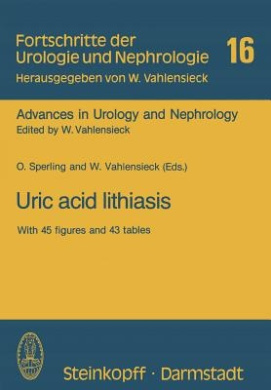 Fortschritte der
Urologie und Nephrologie
16
Herausgegeben von W. Vahlensieck
Advances in Urology and Nephrology
Edited by W. Vahlensieck
O. Sperling and W. Vahlensieck (Eds.)
Uric acid lithiasis
With 45 figures and 43 tables
Steinkopff · Darmstadt